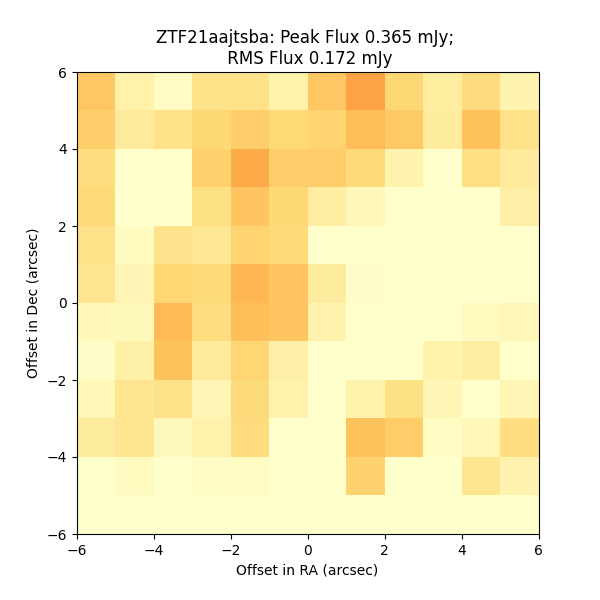 ZTF21aajtsba: Peak Flux 0.365 mJy;
RMS Flux 0.172 mJy
6
4
2
0
−2
−4
−6
Offset in Dec (arcsec)
−6 −4 −2 0 2 4 6
Offset in RA (arcsec)